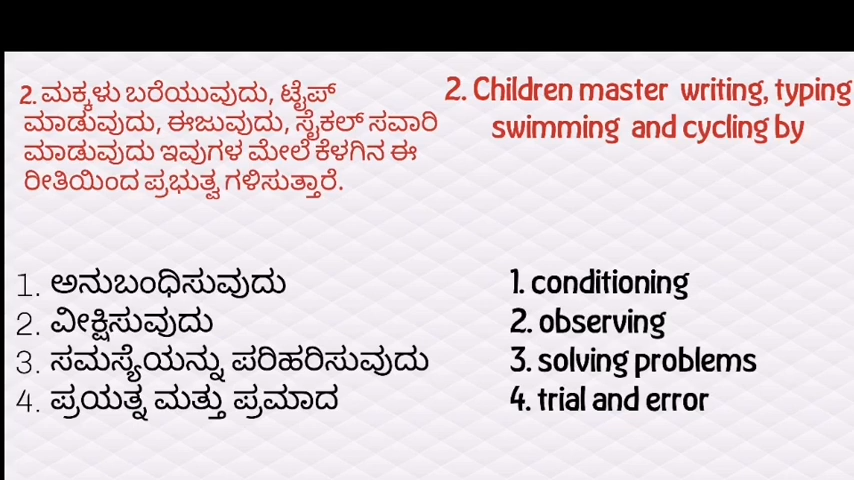 2. ಮಕ್ಕಳು ಬರೆಯುವುದು, ಟೈಪ್
ಮಾಡುವುದು, ಈಜುವುದು, ಸೈಕಲ್ ಸವಾರಿ
ಮಾಡುವುದು ಇವುಗಳ ಮೇಲೆ ಕೆಳಗಿನ ಈ
ರೀತಿಯಿಂದ ಪ್ರಭುತ್ವ ಗಳಿಸುತ್ತಾರೆ.
1. ಅನುಬಂಧಿಸುವುದು
2. ವೀಕ್ಷಿಸುವುದು
3. ಸಮಸ್ಯೆಯನ್ನು ಪರಿಹರಿಸುವುದು
4. ಪ್ರಯತ್ನ ಮತ್ತು ಪ್ರಮಾದ
2. Children master writing, typing
swimming and cycling by
1. conditioning
2. observing
3. solving problems
4. trial and error